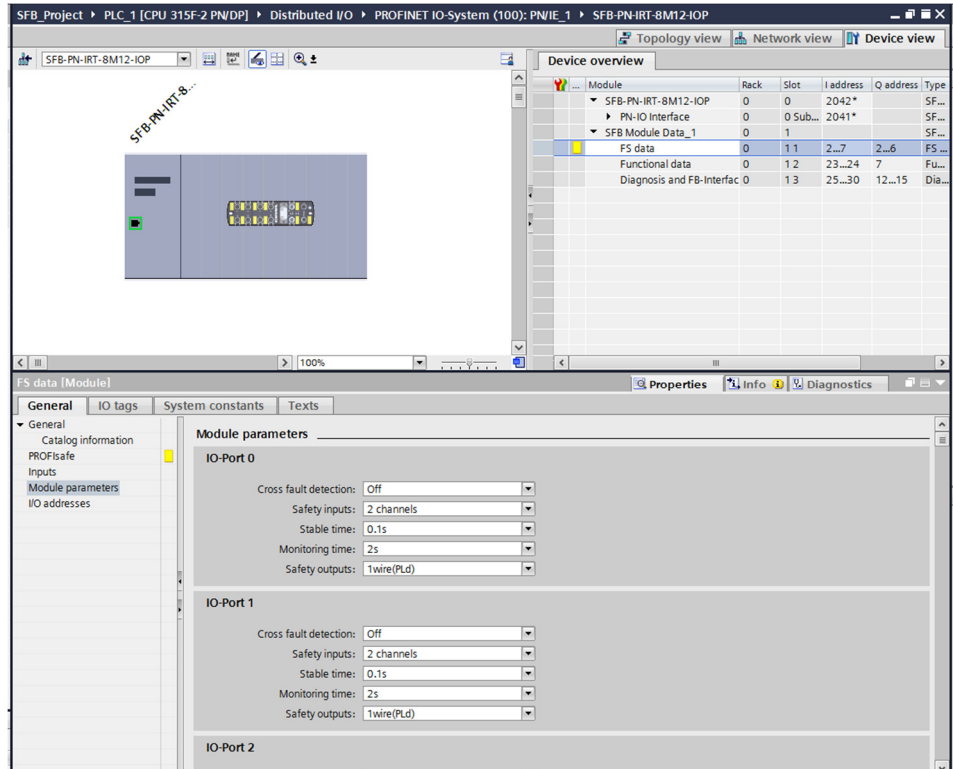 SFB_Project ▸ PLC_1 [CPU 315F-2 PN/DP] ▸ Distributed I/O ▸ PROFINET IO-System (100): PN/IE_1 ▸ SFB-PN-IRT-8M12-IOP
Topology view Network view Device view
SFB-PN-IRT-8M12-IOP
Device overview
SFB-PN-IRT-8...
... Module Rack Slot I address Q address Type
SFB-PN-IRT-8M12-IOP 0 0 2042* SF...
PN-IO Interface 0 0 Sub... 2041* SF...
SFB Module Data_1 0 1 SF...
FS data 0 1 1 2...7 2...6 FS ...
Functional data 0 1 2 23...24 7 Fu...
Diagnosis and FB-Interfac 0 1 3 25...30 12...15 Dia...
100%
FS data [Module]
Properties Info Diagnostics
General IO tags System constants Texts
General
Catalog information
PROFIsafe
Inputs
Module parameters
I/O addresses
Module parameters
IO-Port 0
Cross fault detection: Off
Safety inputs: 2 channels
Stable time: 0.1s
Monitoring time: 2s
Safety outputs: 1wire(PLd)
IO-Port 1
Cross fault detection: Off
Safety inputs: 2 channels
Stable time: 0.1s
Monitoring time: 2s
Safety outputs: 1wire(PLd)
IO-Port 2